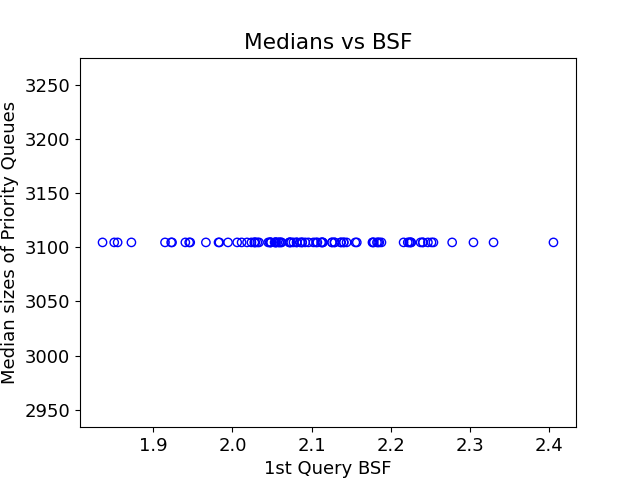 Medians vs BSF
Median sizes of Priority Queues
3250
3200
3150
3100
3050
3000
2950
1.9 2.0 2.1 2.2 2.3 2.4
1st Query BSF